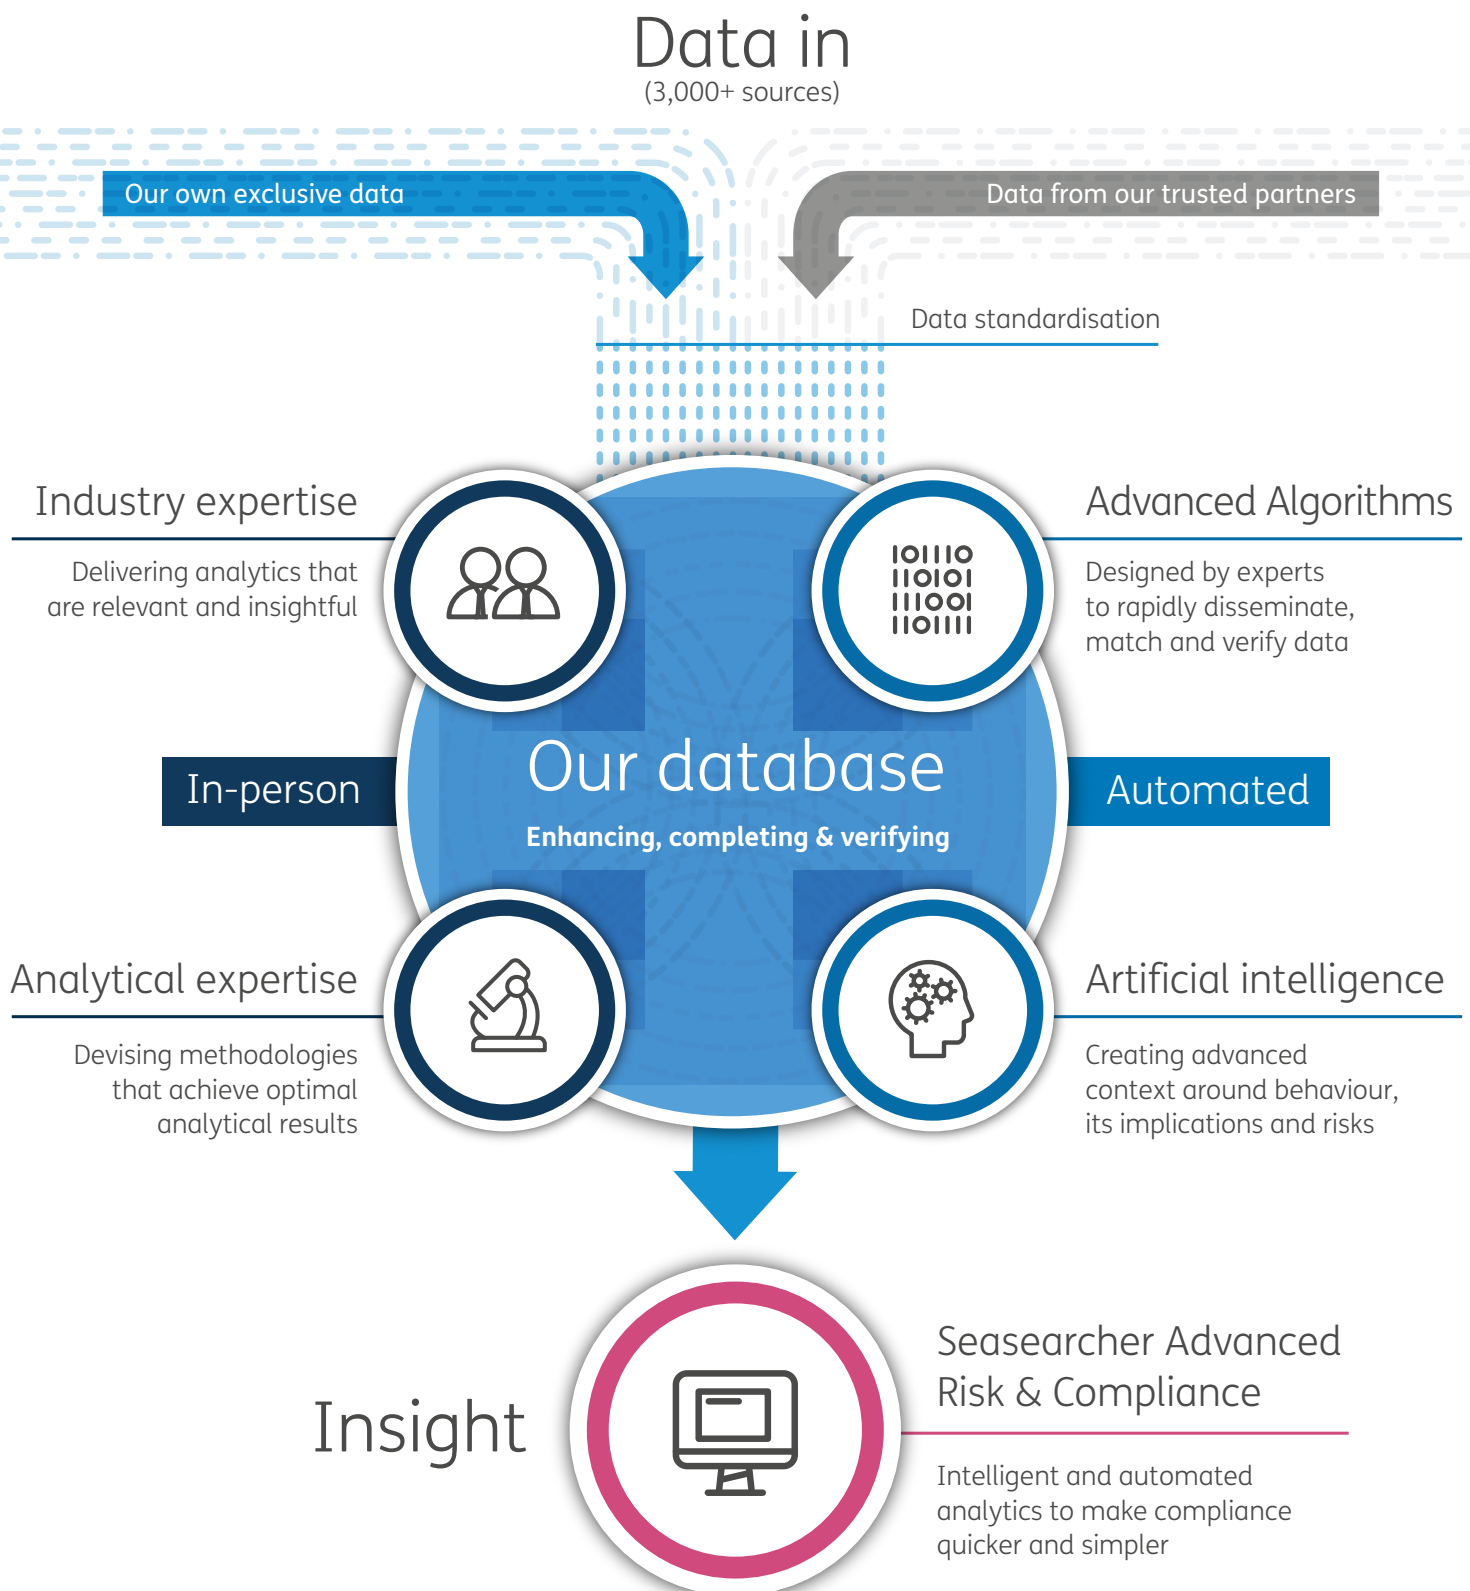 Data in
(3,000+ sources)
Our own exclusive data
Data from our trusted partners
Data standardisation
Industry expertise
Delivering analytics that
are relevant and insightful
101110
110101
111001
110111
Advanced Algorithms
Designed by experts
to rapidly disseminate,
match and verify data
In-person
Our database
Enhancing, completing & verifying
Automated
Analytical expertise
Devising methodologies
that achieve optimal
analytical results
Artificial intelligence
Creating advanced
context around behaviour,
its implications and risks
Insight
Seasearcher Advanced
Risk & Compliance
Intelligent and automated
analytics to make compliance
quicker and simpler